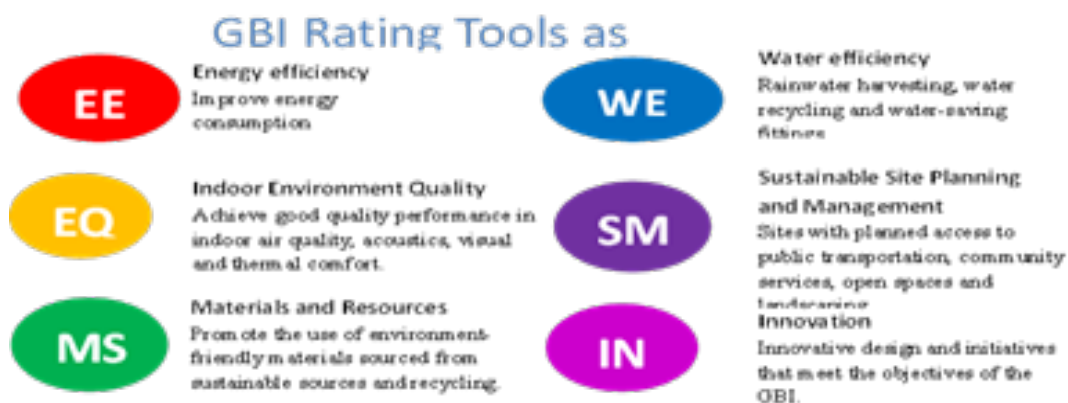 GBI Rating Tools as
EE
Energy efficiency
Improve energy
consumption
EQ
Indoor Environment Quality
Achieve good quality performance in
indoor air quality, acoustics, visual
and thermal comfort.
MS
Materials and Resources
Promote the use of environment-
friendly materials sourced from
sustainable sources and recycling.
WE
Water efficiency
Rainwater harvesting, water
recycling and water-saving
fittings
SM
Sustainable Site Planning
and Management
Sites with planned access to
public transportation, community
services, open spaces and
landscaping
IN
Innovation
Innovative design and initiatives
that meet the objectives of the
GBI.